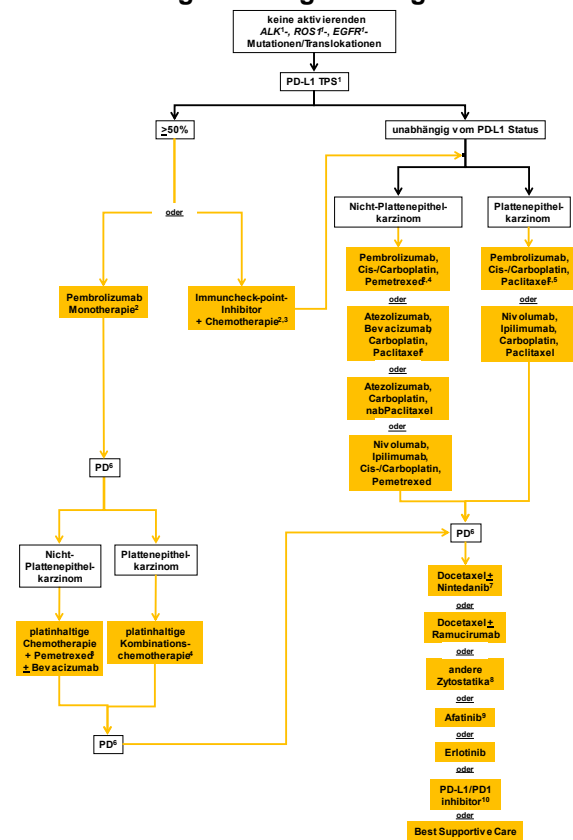 keine aktivierenden
ALK¹-, ROS1¹-, EGFR¹-
Mutationen/Translokationen
PD-L1 TPS¹
≥50%
unabhängig vom PD-L1 Status
oder
Nicht-Plattenepithel-
karzinom
Plattenepithel-
karzinom
Pembrolizumab
Monotherapie²
Immuncheck-point-
Inhibitor
+ Chemotherapie²,³
Pembrolizumab,
Cis-/Carboplatin,
Pemetrexed²,⁴
oder
Atezolizumab,
Bevacizumab,
Carboplatin,
Paclitaxel
oder
Atezolizumab,
Carboplatin,
nabPaclitaxel
oder
Nivolumab,
Ipilimumab,
Cis-/Carboplatin,
Pemetrexed
Pembrolizumab,
Cis-/Carboplatin,
Paclitaxel²,⁵
oder
Nivolumab,
Ipilimumab,
Carboplatin,
Paclitaxel
PD⁶
Nicht-
Plattenepithel-
karzinom
Plattenepithel-
karzinom
platinhaltige
Chemotherapie
+ Pemetrexed
± Bevacizumab
platinhaltige
Kombinations-
chemotherapie⁴
PD⁶
PD⁶
Docetaxel ±
Nintedanib⁷
oder
Docetaxel ±
Ramucirumab
oder
andere
Zytostatika⁸
oder
Afatinib⁹
oder
Erlotinib
oder
PD-L1/PD1
inhibitor¹⁰
oder
Best Supportive Care